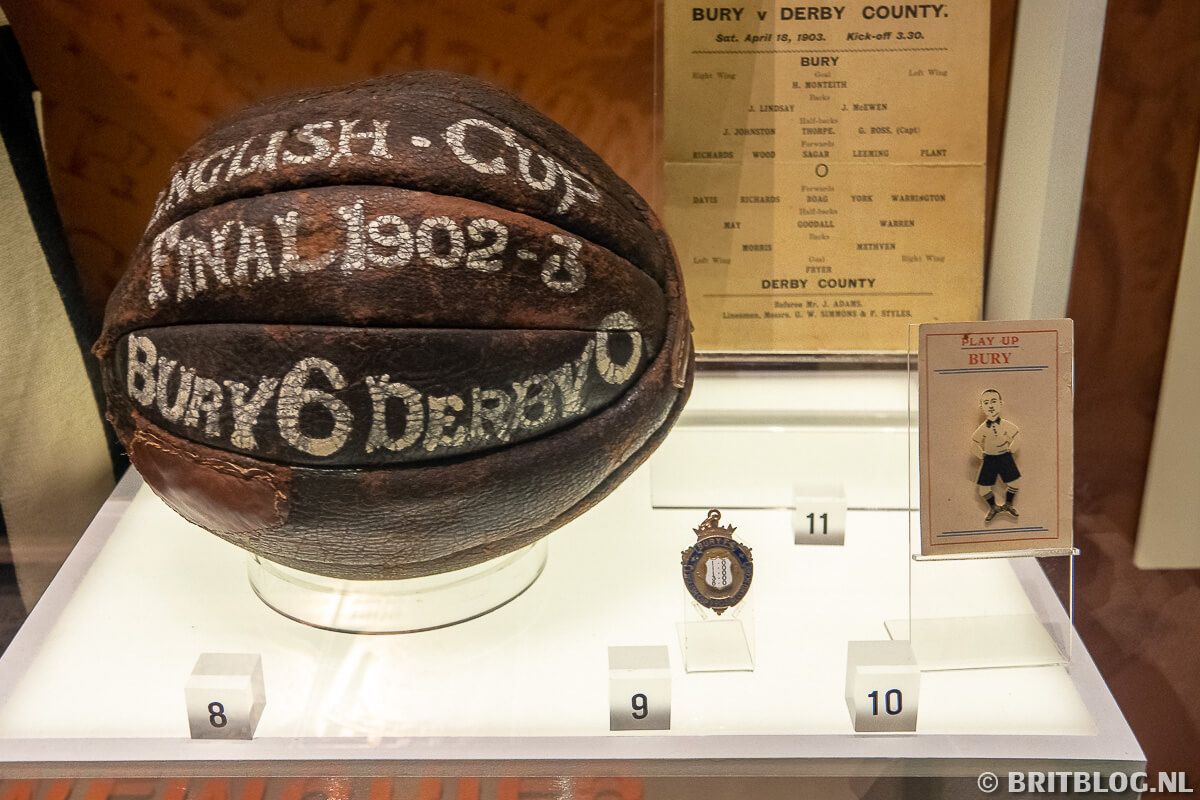 ENGLISH · CUP
FINAL 1902-3
BURY 6 DERBY 0
BURY v DERBY COUNTY.
Sat. April 18, 1903. Kick-off 3.30.
BURY
Right Wing Goal Left Wing
H. MONTEITH
Backs
J. LINDSAY J. McEWEN
Half-backs
J. JOHNSTON THORPE. G. ROSS, (Capt)
Forwards
RICHARDS WOOD SAGAR LEEMING PLANT
O
Forwards
DAVIS RICHARDS BOAG YORK WARRINGTON
Half-backs
MAY GOODALL WARREN
Backs
MORRIS METHVEN
Left Wing Goal Right Wing
FRYER
DERBY COUNTY
Referee Mr. J. ADAMS.
Linesmen, Messrs. G. W. SIMMONS & F. STYLES.
PLAY UP
BURY
11
8
9
10
© BRITBLOG.NL